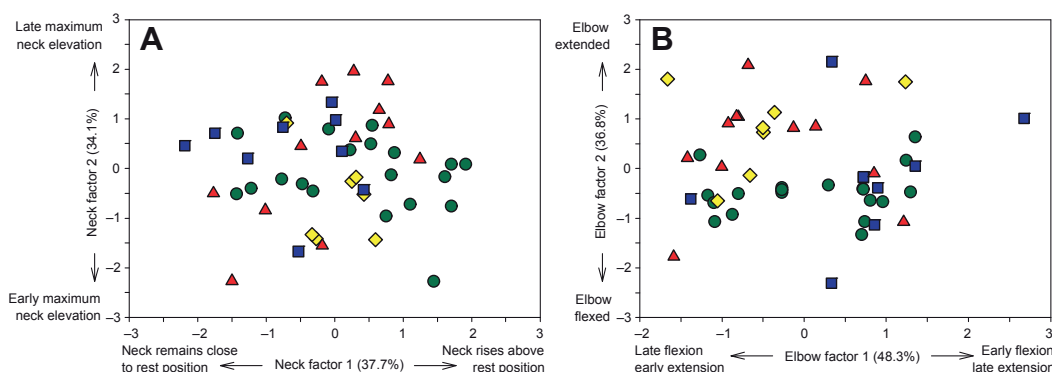 A
Late maximum
neck elevation
Neck factor 2 (34.1%)
Early maximum
neck elevation
3
2
1
0
–1
–2
–3
–3 –2 –1 0 1 2 3
Neck remains close
to rest position
Neck factor 1 (37.7%)
Neck rises above
rest position
B
Elbow
extended
Elbow factor 2 (36.8%)
Elbow
flexed
3
2
1
0
–1
–2
–3
–2 –1 0 1 2 3
Late flexion
early extension
Elbow factor 1 (48.3%)
Early flexion
late extension